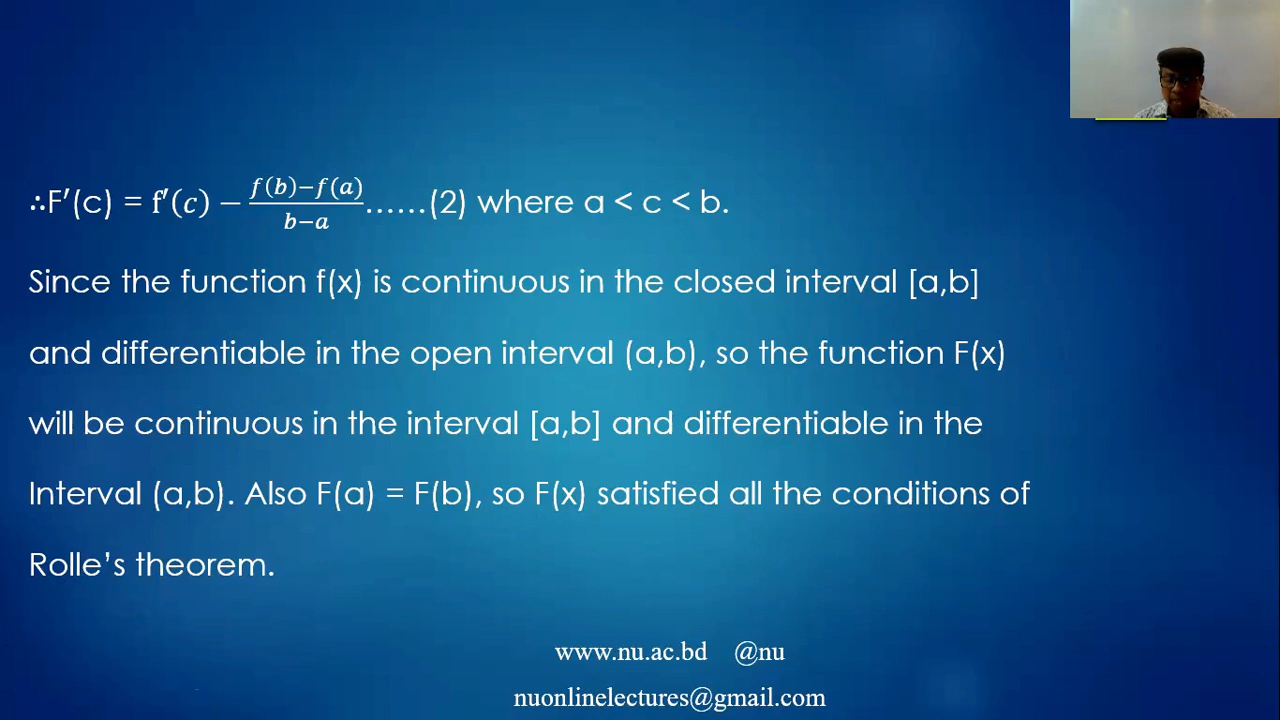 ∴F′(c) = f′(c) − f(b)−f(a)/b−a ......(2) where a < c < b.
Since the function f(x) is continuous in the closed interval [a,b]
and differentiable in the open interval (a,b), so the function F(x)
will be continuous in the interval [a,b] and differentiable in the
Interval (a,b). Also F(a) = F(b), so F(x) satisfied all the conditions of
Rolle’s theorem.
www.nu.ac.bd @nu
nuonlinelectures@gmail.com